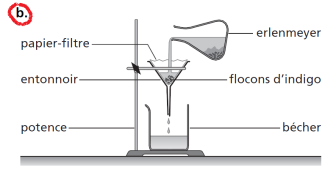 b.
erlenmeyer
papier-filtre
entonnoir
flocons d'indigo
potence
bécher